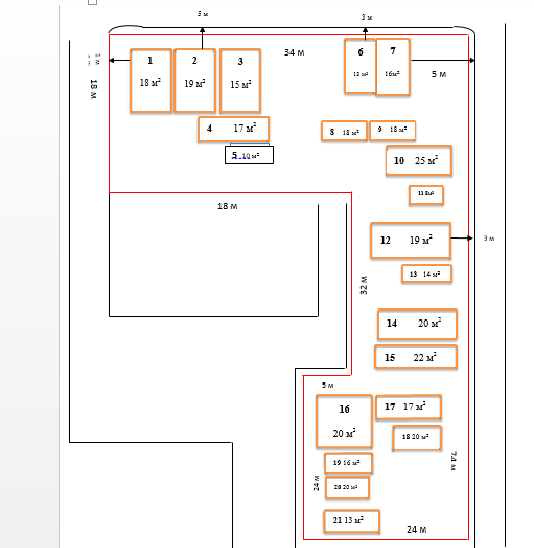 5 м
3 м
34 м
18 м
1
18 м²
2
19 м²
3
15 м²
6
7
16м²
5 м
4 17 м²
8 18 м²
9 18 м²
10 25 м²
18 м
12 19 м²
3 м
13 14 м²
32 м
14 20 м²
15 22 м²
5 м
16
20 м²
17 17 м²
18 20 м²
19 16 м²
74 м
24 м
20 20 м²
21 13 м²
24 м